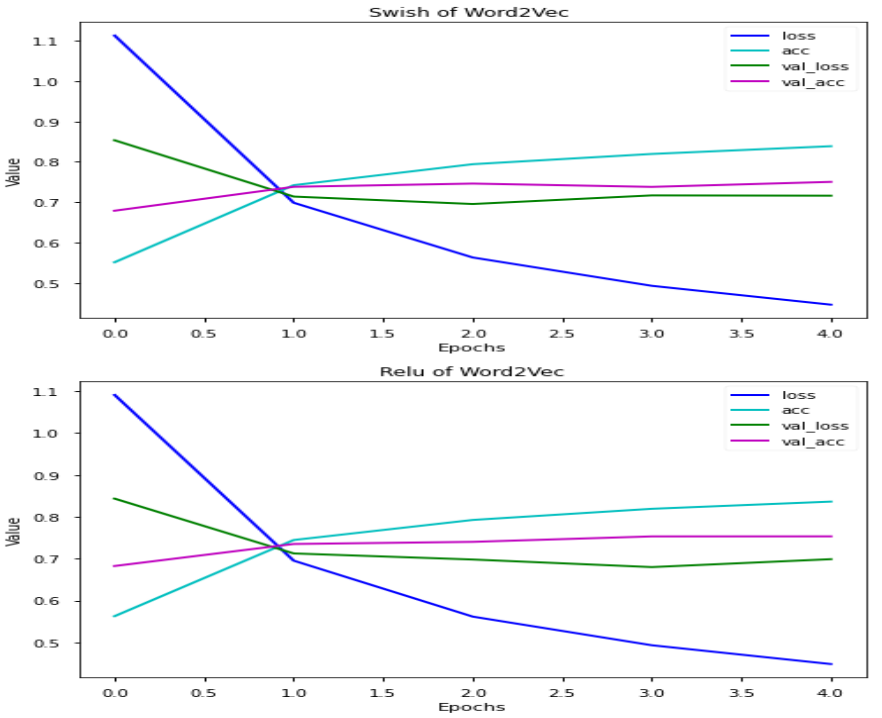 Swish of Word2Vec
1.1
1.0
0.9
0.8
0.7
0.6
0.5
Value
loss
acc
val_loss
val_acc
0.0 0.5 1.0 1.5 2.0 2.5 3.0 3.5 4.0
Epochs
Relu of Word2Vec
1.1
1.0
0.9
0.8
0.7
0.6
0.5
Value
loss
acc
val_loss
val_acc
0.0 0.5 1.0 1.5 2.0 2.5 3.0 3.5 4.0
Epochs